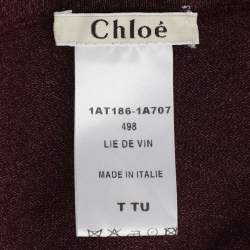 Chloé
1AT186-1A707
498
LIE DE VIN
MADE IN ITALIE
T TU